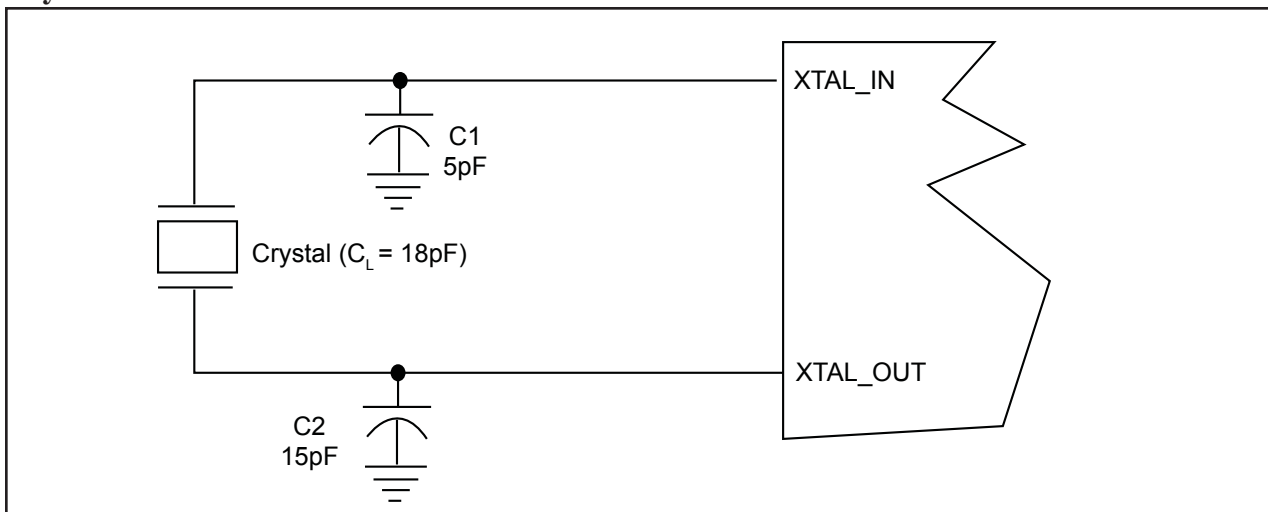 XTAL_IN
C1
5pF
Crystal (CL = 18pF)
XTAL_OUT
C2
15pF